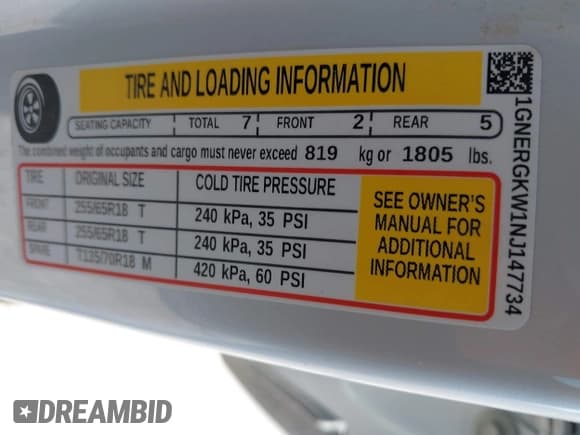 TIRE AND LOADING INFORMATION
SEATING CAPACITY TOTAL 7 FRONT 2 REAR 5
The combined weight of occupants and cargo must never exceed 819 kg or 1805 lbs.
TIRE ORIGINAL SIZE COLD TIRE PRESSURE
FRONT 255/65R18 T 240 kPa, 35 PSI
REAR 255/65R18 T 240 kPa, 35 PSI
SPARE T135/70R18 M 420 kPa, 60 PSI
SEE OWNER'S
MANUAL FOR
ADDITIONAL
INFORMATION
1GNERGKW1NJ147734
DREAMBID